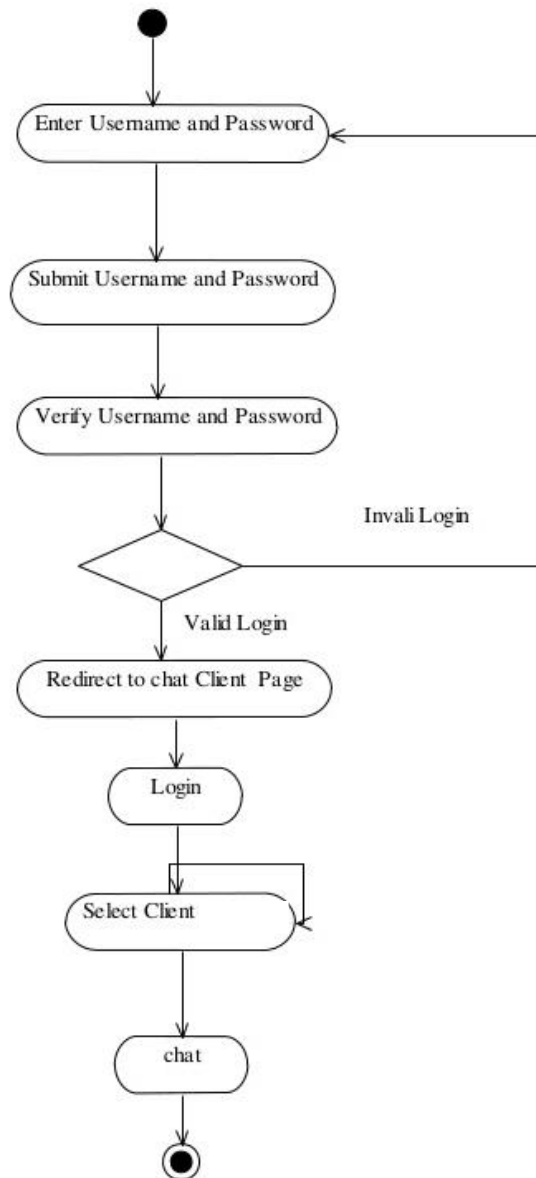 Enter Username and Password
Submit Username and Password
Verify Username and Password
Invali Login
Valid Login
Redirect to chat Client Page
Login
Select Client
chat